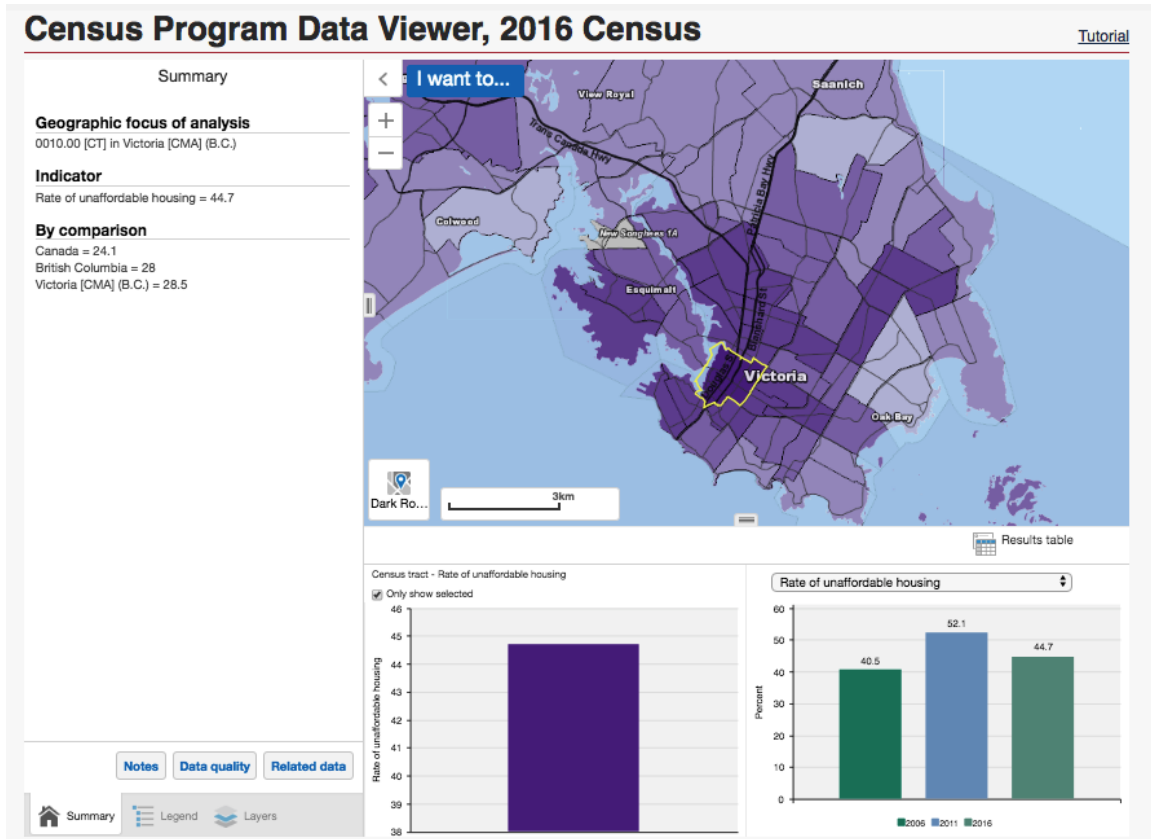 Census Program Data Viewer, 2016 Census
Tutorial
Summary
Geographic focus of analysis
0010.00 [CT] in Victoria [CMA] (B.C.)
Indicator
Rate of unaffordable housing = 44.7
By comparison
Canada = 24.1
British Columbia = 28
Victoria [CMA] (B.C.) = 28.5
Notes
Data quality
Related data
Summary
Legend
Layers
I want to...
View Royal
Saanich
Trans Canada Hwy
Patricia Bay Hwy
Colwood
New Songhees 1A
Esquimalt
Blanshard St
Victoria
Oak Bay
Dark Ro...
3km
Results table
Census tract - Rate of unaffordable housing
Only show selected
Rate of unaffordable housing
46
45
44
43
42
41
40
39
38
Rate of unaffordable housing
Percent
60
50
40
30
20
10
0
40.5
52.1
44.7
2006 2011 2016